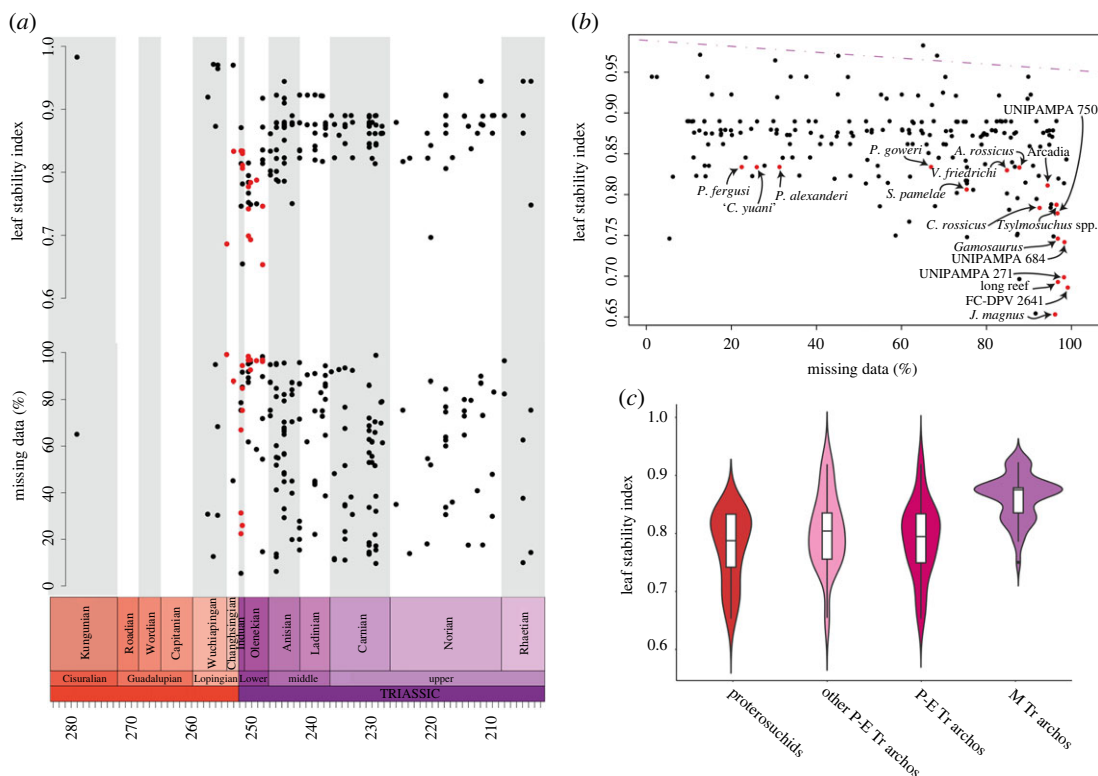 (a)
leaf stability index
1.0
0.9
0.8
0.7
0.6
missing data (%)
100
80
60
40
20
0
Kungurian
Roadian
Wordian
Capitanian
Wuchiapingan
Changhsingian
Induan
Olenekian
Anisian
Ladinian
Carnian
Norian
Rhaetian
Cisuralian
Guadalupian
Lopingian
Lower
middle
upper
TRIASSIC
280
270
260
250
240
230
220
210
(b)
leaf stability index
0.95
0.90
0.85
0.80
0.75
0.70
0.65
UNIPAMPA 750
P. goweri
A. rossicus
Arcadia
V. friedrichi
P. fergusi
'C. yuani'
P. alexanderi
S. pamelae
C. rossicus
Tsylmosuchus spp.
Gamosaurus
UNIPAMPA 684
UNIPAMPA 271
long reef
FC-DPV 2641
J. magnus
0 20 40 60 80 100
missing data (%)
(c)
leaf stability index
1.0
0.9
0.8
0.7
0.6
proterosuchids
other P-E Tr archos
P-E Tr archos
M Tr archos